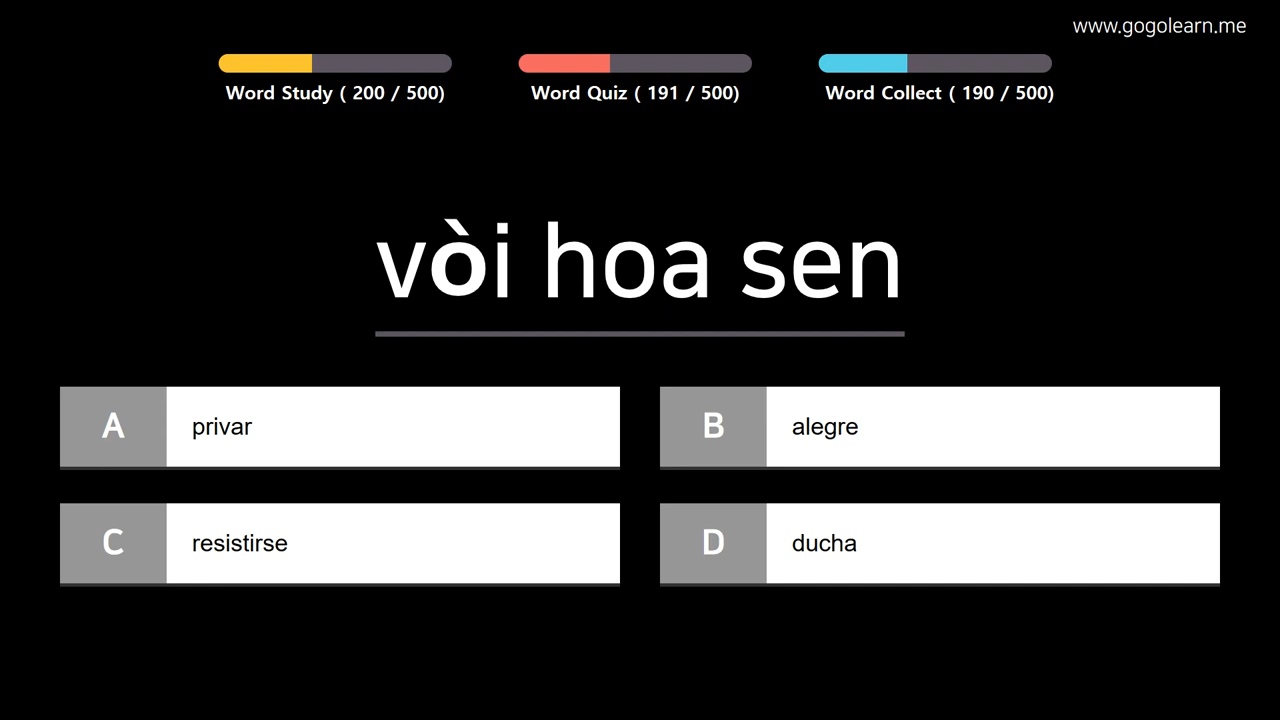 www.gogolearn.me
Word Study ( 200 / 500)
Word Quiz ( 191 / 500)
Word Collect ( 190 / 500)
vòi hoa sen
A privar
B alegre
C resistirse
D ducha